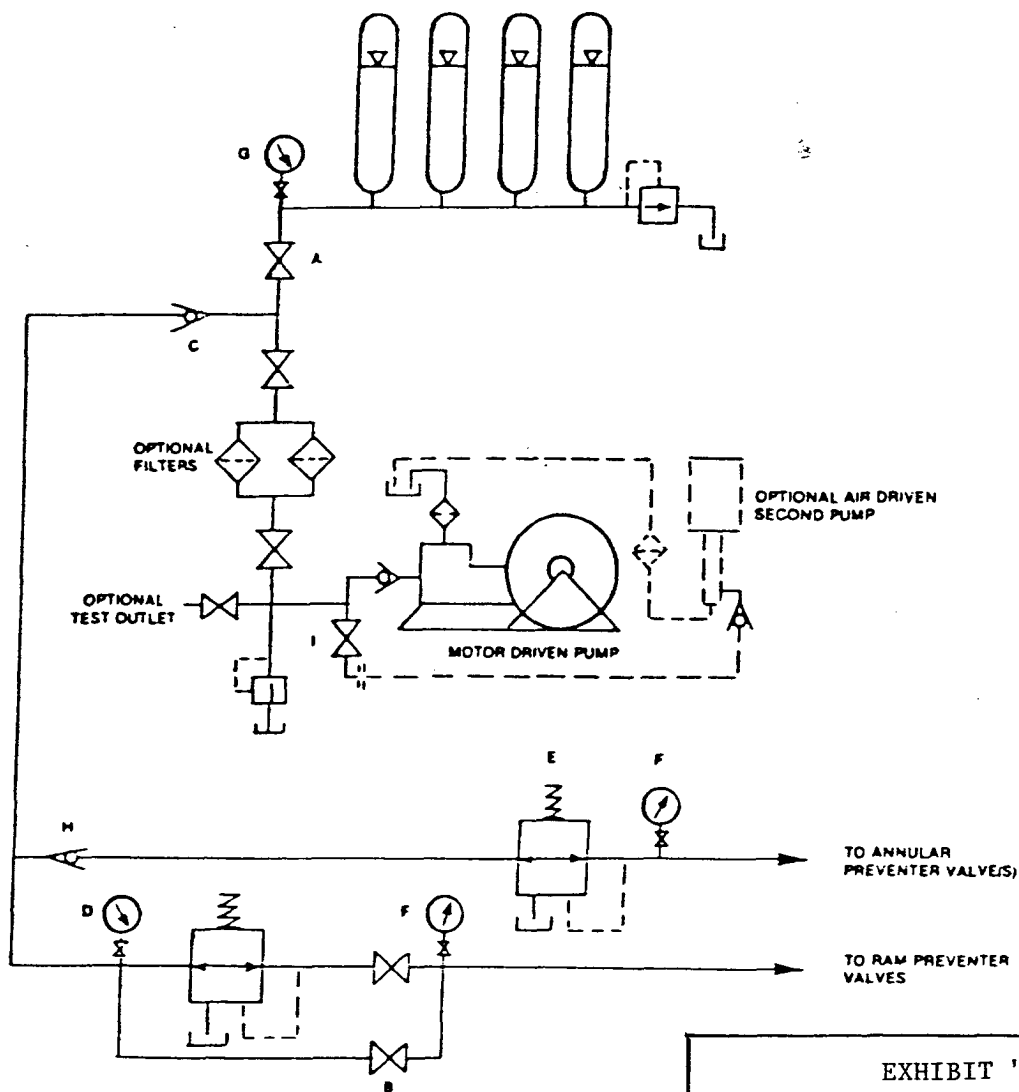 G
A
C
OPTIONAL
FILTERS
OPTIONAL AIR DRIVEN
SECOND PUMP
OPTIONAL
TEST OUTLET
I
MOTOR DRIVEN PUMP
E
F
H
TO ANNULAR
PREVENTER VALVE(S)
D
F
TO RAM PREVENTER
VALVES
B
EXHIBIT '